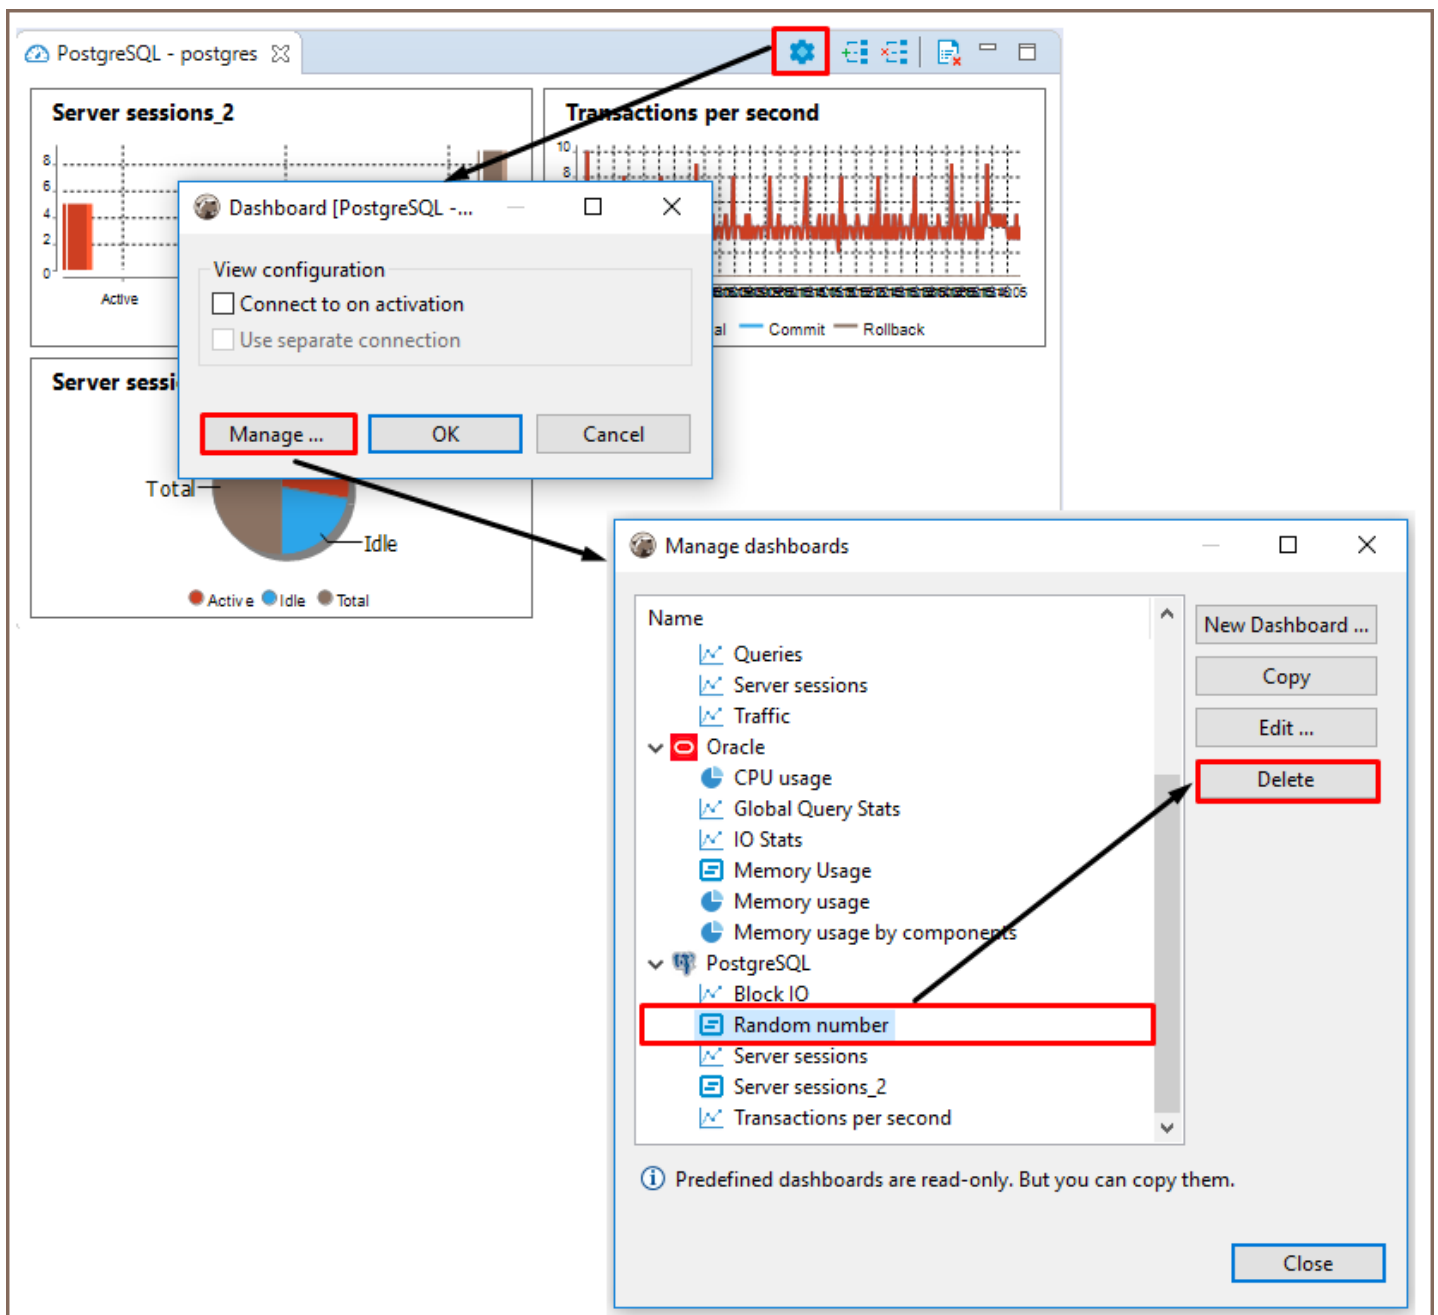 PostgreSQL - postgres
Server sessions_2
8
6
4
2
0
Active
Transactions per second
10
8
Commit
Rollback
Dashboard [PostgreSQL -...
View configuration
Connect to on activation
Use separate connection
Manage ...
OK
Cancel
Total
Idle
Active
Idle
Total
Manage dashboards
Name
Queries
Server sessions
Traffic
Oracle
CPU usage
Global Query Stats
IO Stats
Memory Usage
Memory usage
Memory usage by components
PostgreSQL
Block IO
Random number
Server sessions
Server sessions_2
Transactions per second
New Dashboard ...
Copy
Edit ...
Delete
Predefined dashboards are read-only. But you can copy them.
Close